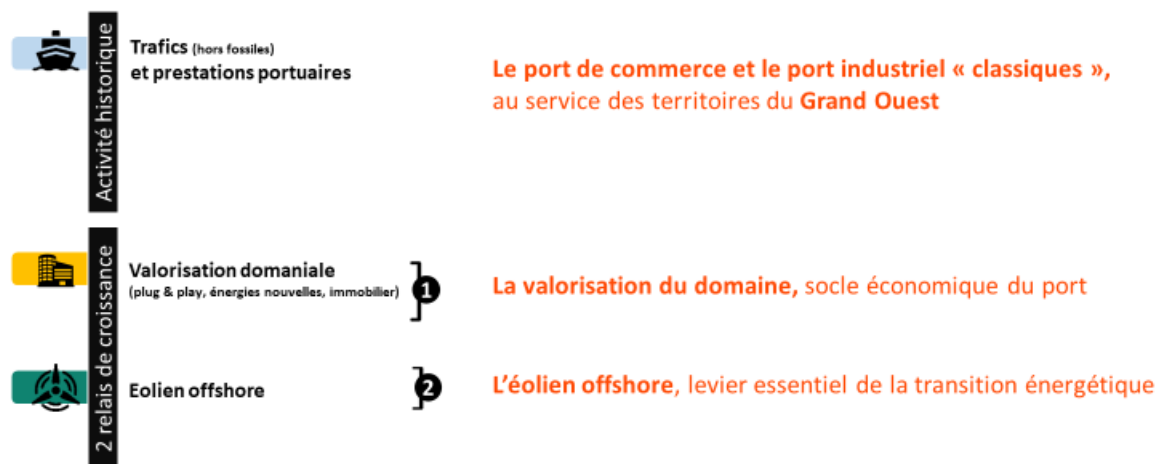 Activité historique
Trafics (hors fossiles)
et prestations portuaires
Le port de commerce et le port industriel « classiques »,
au service des territoires du Grand Ouest
2 relais de croissance
Valorisation domaniale
(plug & play, énergies nouvelles, immobilier)
1
La valorisation du domaine, socle économique du port
Eolien offshore
2
L’éolien offshore, levier essentiel de la transition énergétique